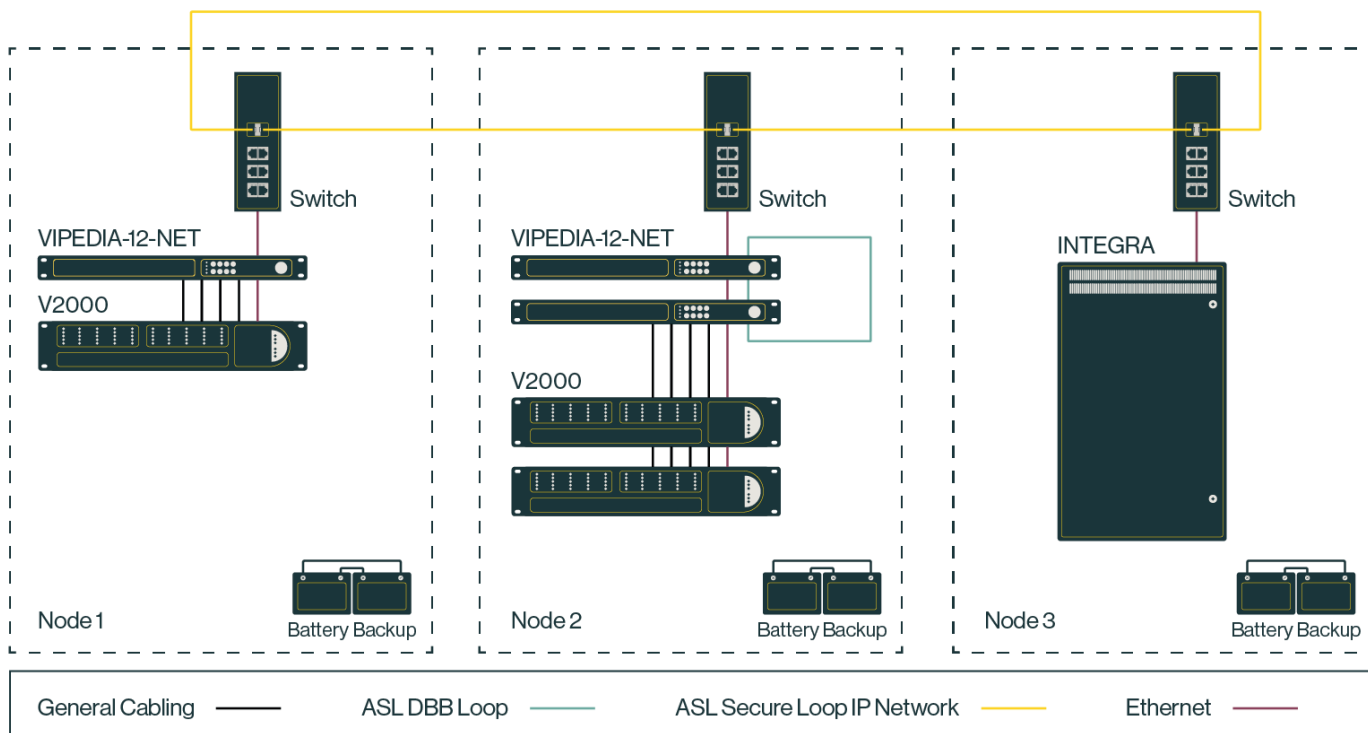 Switch
VIPEDIA-12-NET
V2000
Node 1
Battery Backup
Switch
VIPEDIA-12-NET
V2000
Node 2
Battery Backup
Switch
INTEGRA
Node 3
Battery Backup
General Cabling
ASL DBB Loop
ASL Secure Loop IP Network
Ethernet